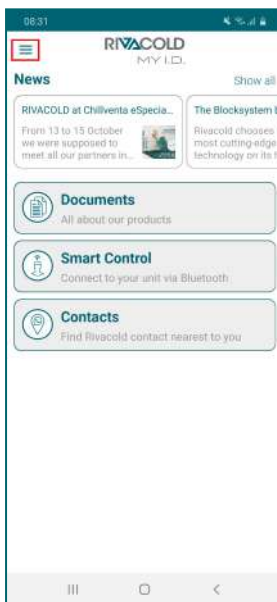 08:31
RIVACOLD
MY I.D.
News
Show all
RIVACOLD at Chillventa eSpecia...
From 13 to 15 October
we were supposed to
meet all our partners in...
The Blocksystem
Rivacold chooses
most cutting-edge
technology on its
Documents
All about our products
Smart Control
Connect to your unit via Bluetooth
Contacts
Find Rivacold contact nearest to you